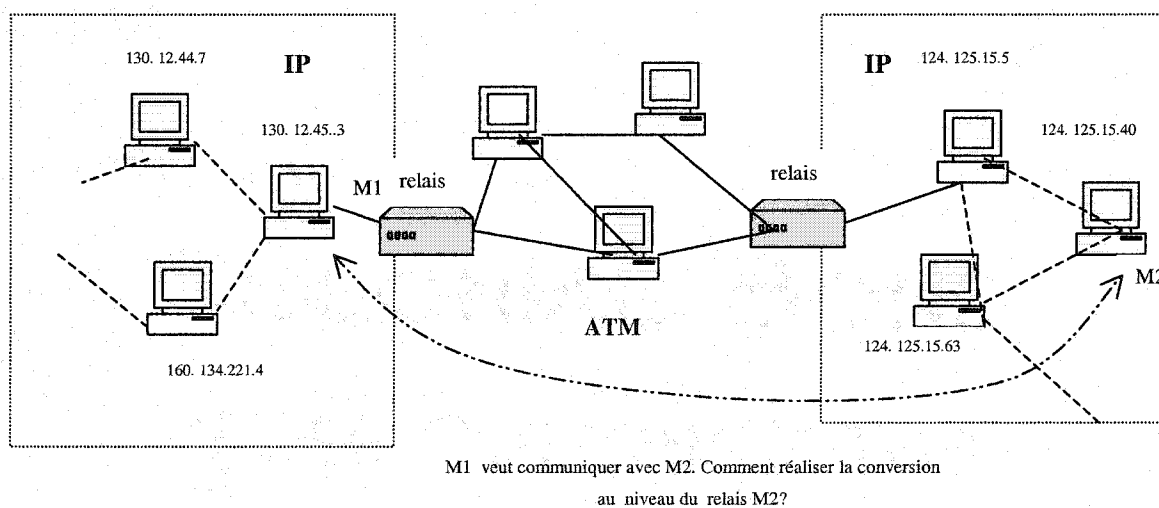 130. 12.44.7
IP
IP
124. 125.15.5
130. 12.45..3
124. 125.15.40
M1
relais
relais
M2
ATM
124. 125.15.63
160. 134.221.4
M1 veut communiquer avec M2. Comment réaliser la conversion
au niveau du relais M2?